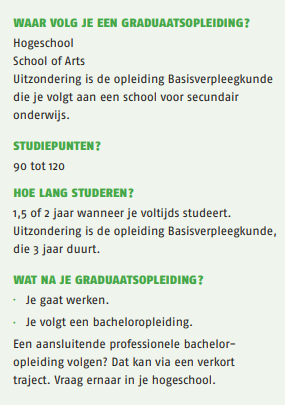 WAAR VOLG JE EEN GRADUAATSOPLEIDING?
Hogeschool
School of Arts
Uitzondering is de opleiding Basisverpleegkunde
die je volgt aan een school voor secundair
onderwijs.
STUDIEPUNTEN?
90 tot 120
HOE LANG STUDEREN?
1,5 of 2 jaar wanneer je voltijds studeert.
Uitzondering is de opleiding Basisverpleegkunde,
die 3 jaar duurt.
WAT NA JE GRADUAATSOPLEIDING?
· Je gaat werken.
· Je volgt een bacheloropleiding.
Een aansluitende professionele bachelor-
opleiding volgen? Dat kan via een verkort
traject. Vraag ernaar in je hogeschool.